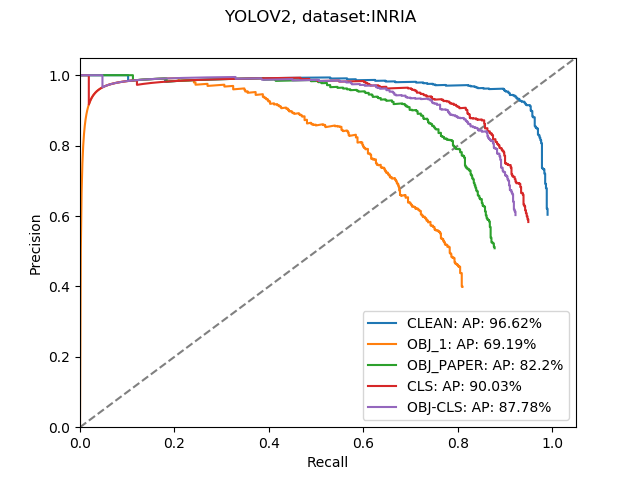 YOLOV2, dataset:INRIA
Precision
1.0
0.8
0.6
0.4
0.2
0.0
0.0 0.2 0.4 0.6 0.8 1.0
Recall
CLEAN: AP: 96.62%
OBJ_1: AP: 69.19%
OBJ_PAPER: AP: 82.2%
CLS: AP: 90.03%
OBJ-CLS: AP: 87.78%